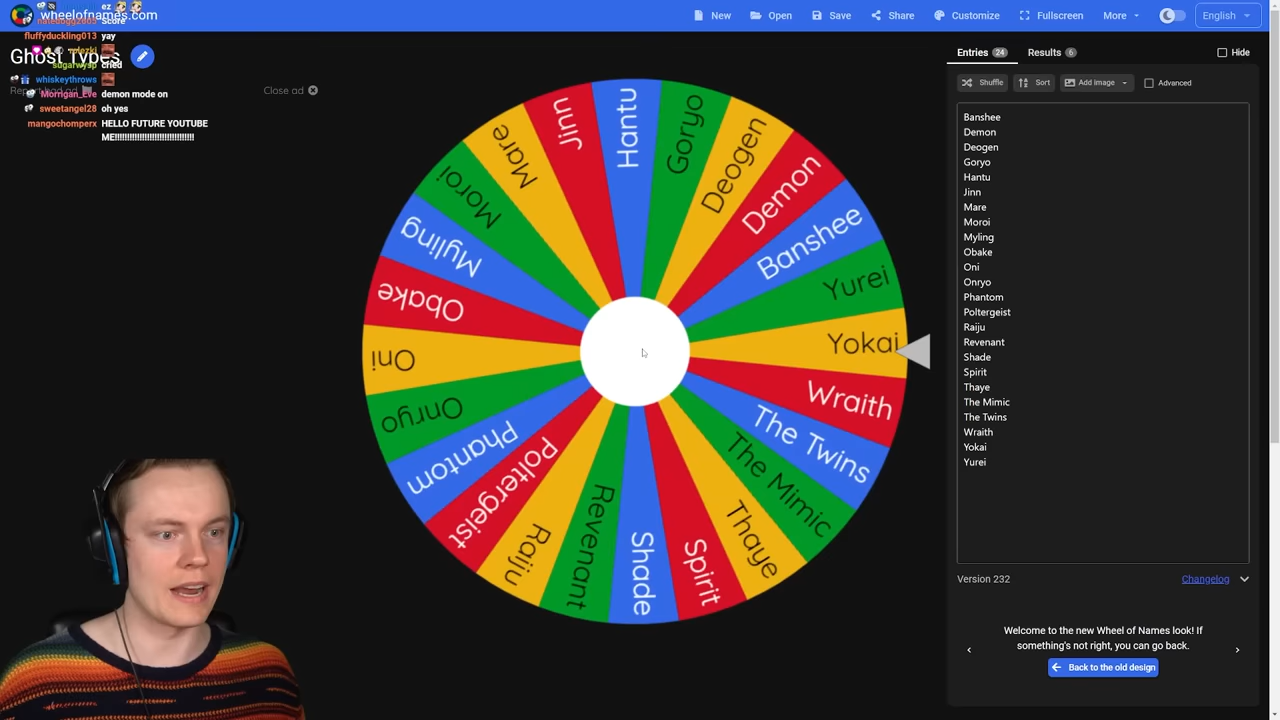 wheelofnames.com
New
Open
Save
Share
Customize
Fullscreen
More
English
Ghost Types
Close ad
ez
fluffyduckling013 yay
cried
whiskeythrows
Morrigan_Eve demon mode on
sweetangel28 oh yes
mangochomperx HELLO FUTURE YOUTUBE
ME!!!!!!!!!!!!!!!!!!!!!!!!!!!!!!!
Hantu
Goryo
Deogen
Demon
Banshee
Yurei
Yokai
Wraith
The Twins
The Mimic
Thaye
Spirit
Shade
Revenant
Raiju
Poltergeist
Phantom
Onryo
Oni
Obake
Myling
Moroi
Mare
Jinn
Entries 24
Results 6
Hide
Shuffle
Sort
Add image
Advanced
Banshee
Demon
Deogen
Goryo
Hantu
Jinn
Mare
Moroi
Myling
Obake
Oni
Onryo
Phantom
Poltergeist
Raiju
Revenant
Shade
Spirit
Thaye
The Mimic
The Twins
Wraith
Yokai
Yurei
Version 232
Changelog
Welcome to the new Wheel of Names look! If
something's not right, you can go back.
Back to the old design